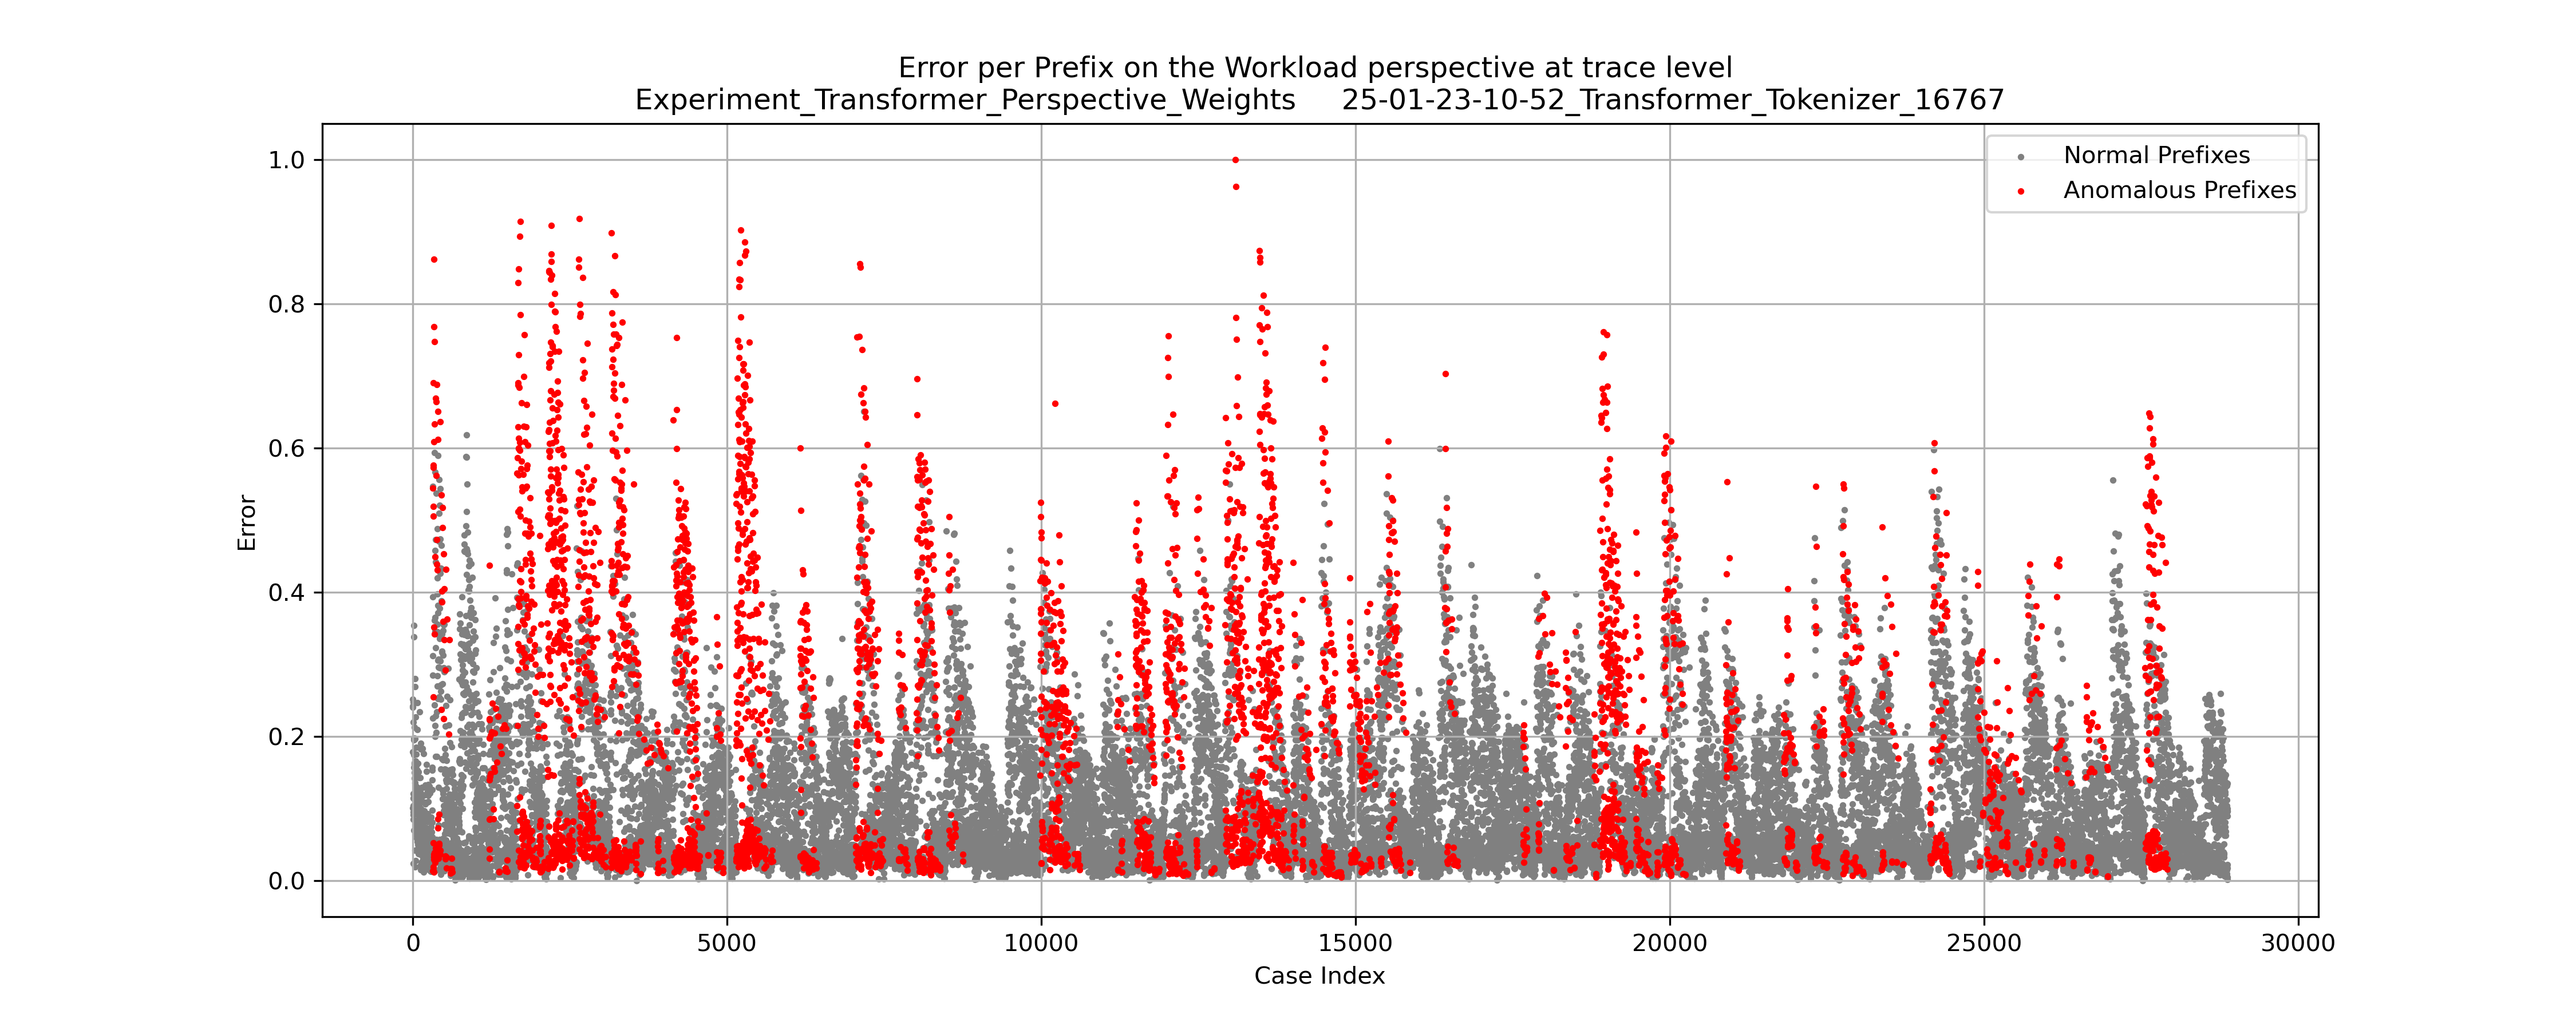 Error per Prefix on the Workload perspective at trace level
Experiment_Transformer_Perspective_Weights     25-01-23-10-52_Transformer_Tokenizer_16767
Normal Prefixes
Anomalous Prefixes
Error
1.0
0.8
0.6
0.4
0.2
0.0
0 5000 10000 15000 20000 25000 30000
Case Index